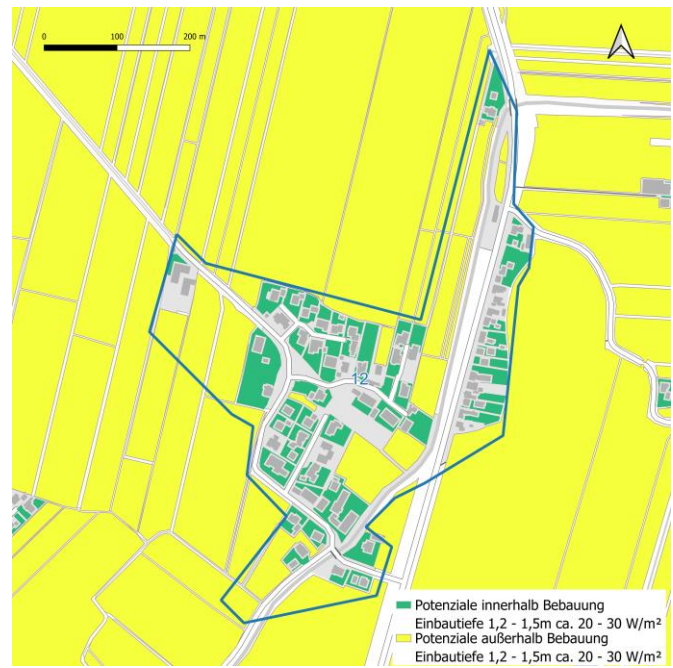 0 100 200 m
12
Potenziale innerhalb Bebauung
Einbautiefe 1,2 - 1,5m ca. 20 - 30 W/m²
Potenziale außerhalb Bebauung
Einbautiefe 1,2 - 1,5m ca. 20 - 30 W/m²